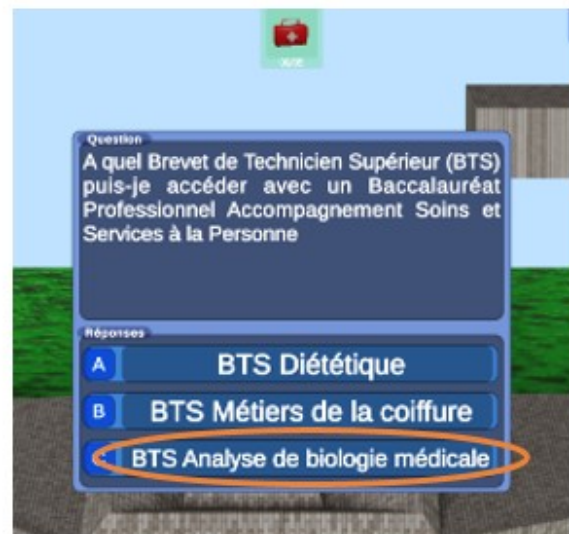 Question
A quel Brevet de Technicien Supérieur (BTS)
puis-je accéder avec un Baccalauréat
Professionnel Accompagnement Soins et
Services à la Personne
Réponses
A BTS Diététique
B BTS Métiers de la coiffure
BTS Analyse de biologie médicale